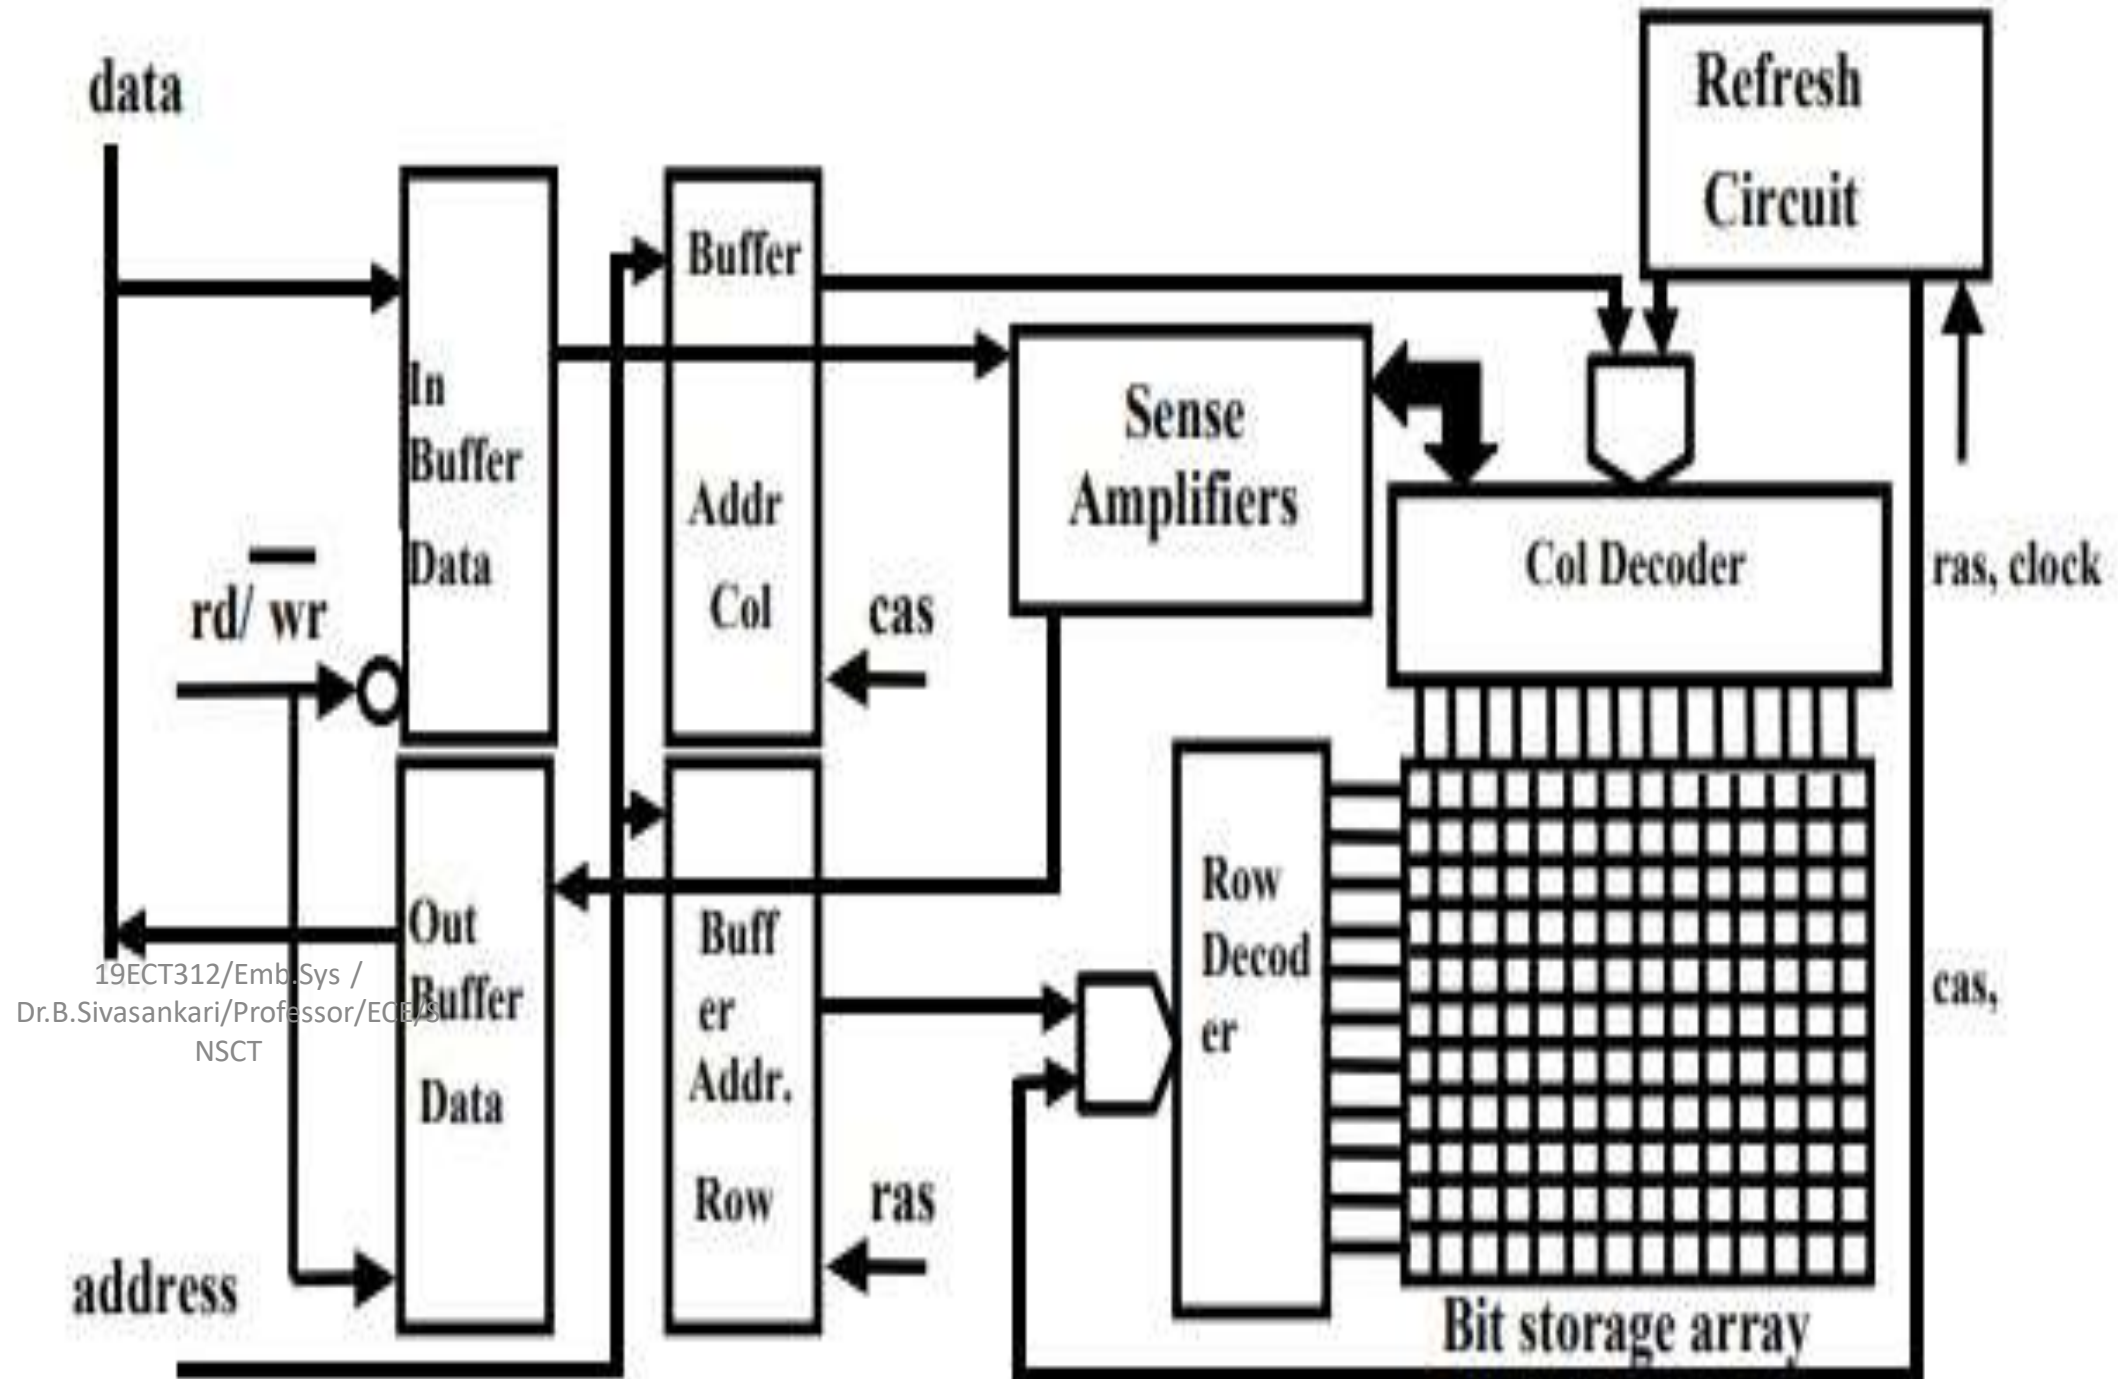 data
Refresh
Circuit
Buffer
Addr
Col
In
Buffer
Data
Sense
Amplifiers
Col Decoder
ras, clock
rd/ wr
cas
Row
Decod
er
cas,
Out
Buffer
Data
Buff
er
Addr.
Row
ras
19ECT312/Emb.Sys /
Dr.B.Sivasankari/Professor/ECE/S
NSCT
address
Bit storage array